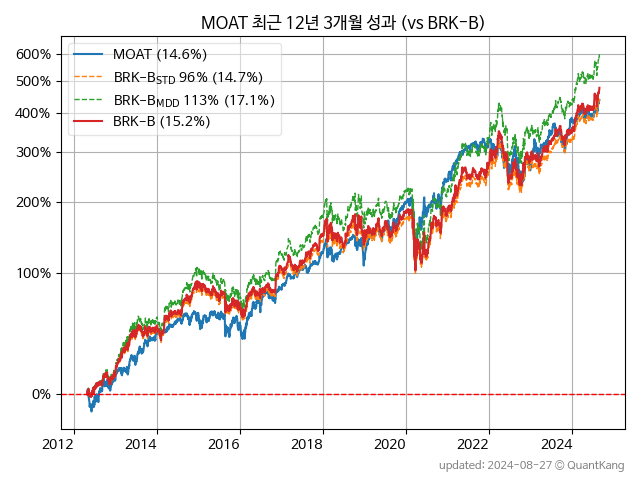 MOAT 최근 12년 3개월 성과 (vs BRK-B)
600%
500%
400%
300%
200%
100%
0%
MOAT (14.6%)
BRK-B_STD 96% (14.7%)
BRK-B_MDD 113% (17.1%)
BRK-B (15.2%)
2012 2014 2016 2018 2020 2022 2024
updated: 2024-08-27 © QuantKang